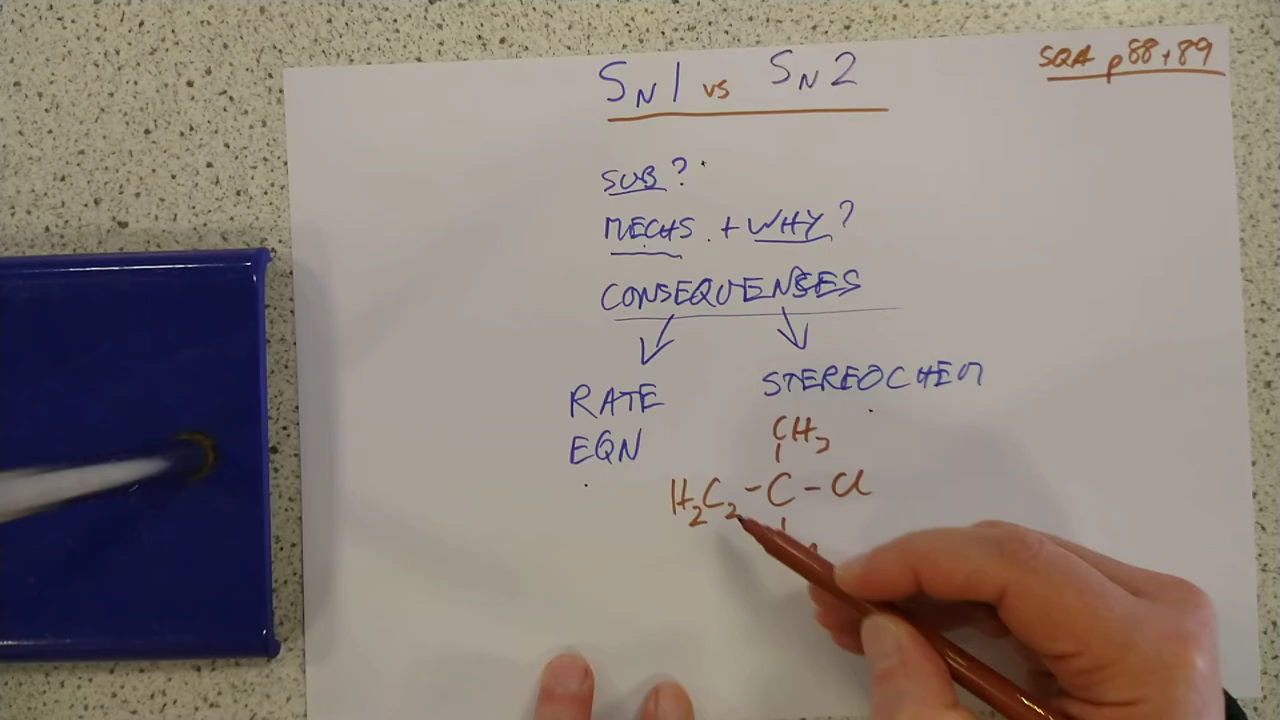 SQA p88+89
SN1 vs SN2
SUB?
MECHS + WHY?
CONSEQUENSES
RATE EQN
STEREOCHEM
CH3
H2C2-C-Cl